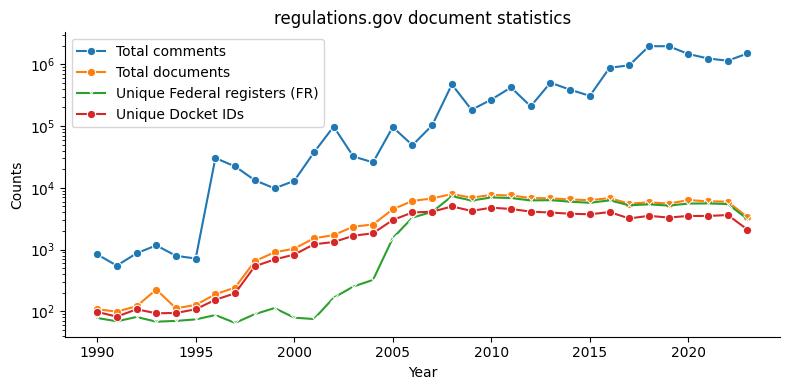 regulations.gov document statistics
Total comments
Total documents
Unique Federal registers (FR)
Unique Docket IDs
Counts
10^6
10^5
10^4
10^3
10^2
1990 1995 2000 2005 2010 2015 2020
Year